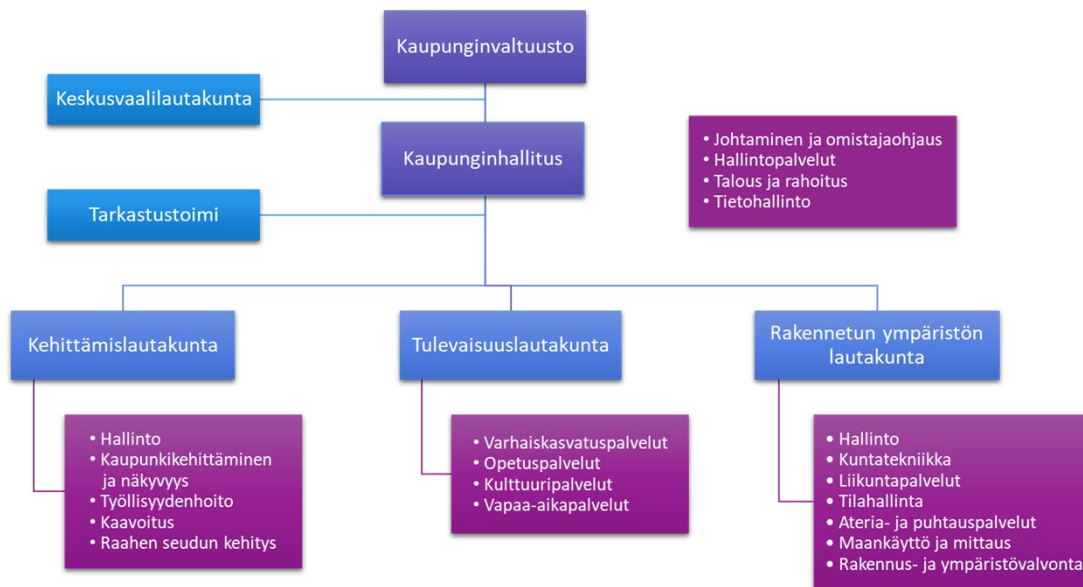 Kaupunginvaltuusto
Keskusvaalilautakunta
Kaupunginhallitus
• Johtaminen ja omistajaohjaus
• Hallintopalvelut
• Talous ja rahoitus
• Tietohallinto
Tarkastustoimi
Kehittämislautakunta
Tulevaisuuslautakunta
Rakennetun ympäristön
lautakunta
• Hallinto
• Kaupunkikehittäminen
ja näkyvyys
• Työllisyydenhoito
• Kaavoitus
• Raahen seudun kehitys
• Varhaiskasvatuspalvelut
• Opetuspalvelut
• Kulttuuripalvelut
• Vapaa-aikapalvelut
• Hallinto
• Kuntatekniikka
• Liikuntapalvelut
• Tilahallinta
• Ateria- ja puhtauspalvelut
• Maankäyttö ja mittaus
• Rakennus- ja ympäristövalvonta